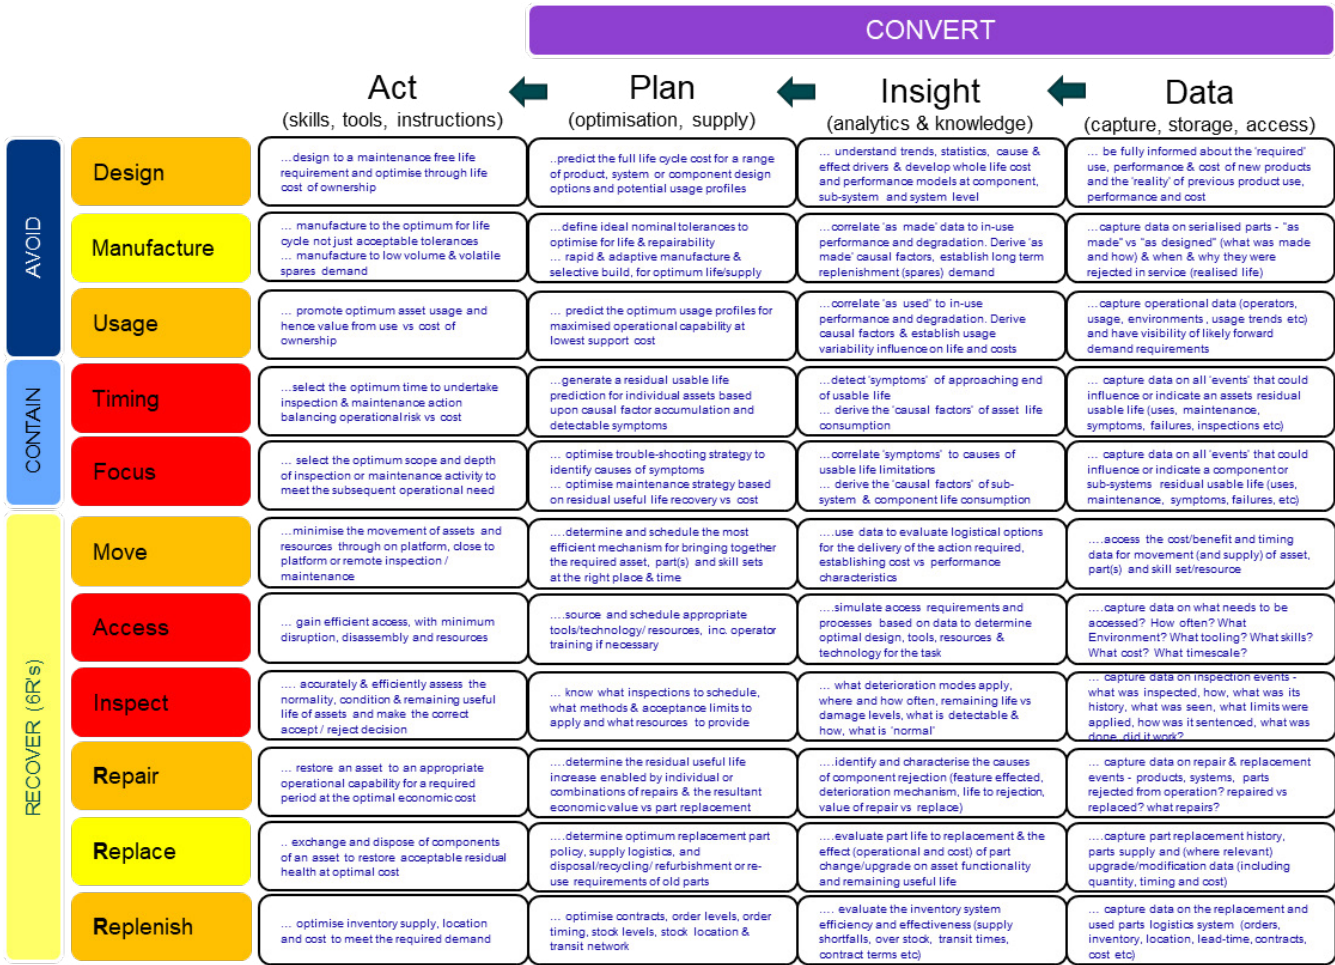 CONVERT
Act
(skills, tools, instructions)
Plan
(optimisation, supply)
Insight
(analytics & knowledge)
Data
(capture, storage, access)
AVOID
Design
...design to a maintenance free life
requirement and optimise through life
cost of ownership
..predict the full life cycle cost for a range
of product, system or component design
options and potential usage profiles
... understand trends, statistics, cause &
effect drivers & develop whole life cost
and performance models at component,
sub-system and system level
... be fully informed about the 'required'
use, performance & cost of new products
and the 'reality' of previous product use,
performance and cost
Manufacture
... manufacture to the optimum for life
cycle not just acceptable tolerances
... manufacture to low volume & volatile
spares demand
...define ideal nominal tolerances to
optimise for life & repairability
... rapid & adaptive manufacture &
selective build, for optimum life/supply
...correlate 'as made' data to in-use
performance and degradation. Derive 'as
made' causal factors, establish long term
replenishment (spares) demand
...capture data on serialised parts - "as
made" vs "as designed" (what was made
and how) & when & why they were
rejected in service (realised life)
Usage
... promote optimum asset usage and
hence value from use vs cost of
ownership
... predict the optimum usage profiles for
maximised operational capability at
lowest support cost
...correlate 'as used' to in-use
performance and degradation. Derive
causal factors & establish usage
variability influence on life and costs
...capture operational data (operators,
usage, environments, usage trends etc)
and have visibility of likely forward
demand requirements
CONTAIN
Timing
...select the optimum time to undertake
inspection & maintenance action
balancing operational risk vs cost
...generate a residual usable life
prediction for individual assets based
upon causal factor accumulation and
detectable symptoms
...detect 'symptoms' of approaching end
of usable life
... derive the 'causal factors' of asset life
consumption
... capture data on all 'events' that could
influence or indicate an assets residual
usable life (uses, maintenance,
symptoms, failures, inspections etc)
Focus
... select the optimum scope and depth
of inspection or maintenance activity to
meet the subsequent operational need
... optimise trouble-shooting strategy to
identify causes of symptoms
... optimise maintenance strategy based
on residual useful life recovery vs cost
...correlate 'symptoms' to causes of
usable life limitations
... derive the 'causal factors' of sub-
system & component life consumption
... capture data on all 'events' that could
influence or indicate a component or
sub-systems residual usable life (uses,
maintenance, symptoms, failures, etc)
RECOVER (6R's)
Move
...minimise the movement of assets and
resources through on platform, close to
platform or remote inspection /
maintenance
....determine and schedule the most
efficient mechanism for bringing together
the required asset, part(s) and skill sets
at the right place & time
....use data to evaluate logistical options
for the delivery of the action required,
establishing cost vs performance
characteristics
....access the cost/benefit and timing
data for movement (and supply) of asset,
part(s) and skill set/resource
Access
... gain efficient access, with minimum
disruption, disassembly and resources
....source and schedule appropriate
tools/technology/ resources, inc. operator
training if necessary
....simulate access requirements and
processes based on data to determine
optimal design, tools, resources &
technology for the task
....capture data on what needs to be
accessed? How often? What
Environment? What tooling? What skills?
What cost? What timescale?
Inspect
.... accurately & efficiently assess the
normality, condition & remaining useful
life of assets and make the correct
accept / reject decision
... know what inspections to schedule,
what methods & acceptance limits to
apply and what resources to provide
... what deterioration modes apply,
where and how often, remaining life vs
damage levels, what is detectable &
how, what is 'normal'
... capture data on inspection events -
what was inspected, how, what was its
history, what was seen, what limits were
applied, how was it sentenced, what was
done, did it work?
Repair
... restore an asset to an appropriate
operational capability for a required
period at the optimal economic cost
....determine the residual useful life
increase enabled by individual or
combinations of repairs & the resultant
economic value vs part replacement
....identify and characterise the causes
of component rejection (feature effected,
deterioration mechanism, life to rejection,
value of repair vs replace)
... capture data on repair & replacement
events - products, systems, parts
rejected from operation? repaired vs
replaced? what repairs?
Replace
.. exchange and dispose of components
of an asset to restore acceptable residual
health at optimal cost
....determine optimum replacement part
policy, supply logistics, and
disposal/recycling/ refurbishment or re-
use requirements of old parts
....evaluate part life to replacement & the
effect (operational and cost) of part
change/upgrade on asset functionality
and remaining useful life
....capture part replacement history,
parts supply and (where relevant)
upgrade/modification data (including
quantity, timing and cost)
Replenish
... optimise inventory supply, location
and cost to meet the required demand
... optimise contracts, order levels, order
timing, stock levels, stock location &
transit network
.... evaluate the inventory system
efficiency and effectiveness (supply
shortfalls, over stock, transit times,
contract terms etc)
... capture data on the replacement and
used parts logistics system (orders,
inventory, location, lead-time, contracts,
cost etc)